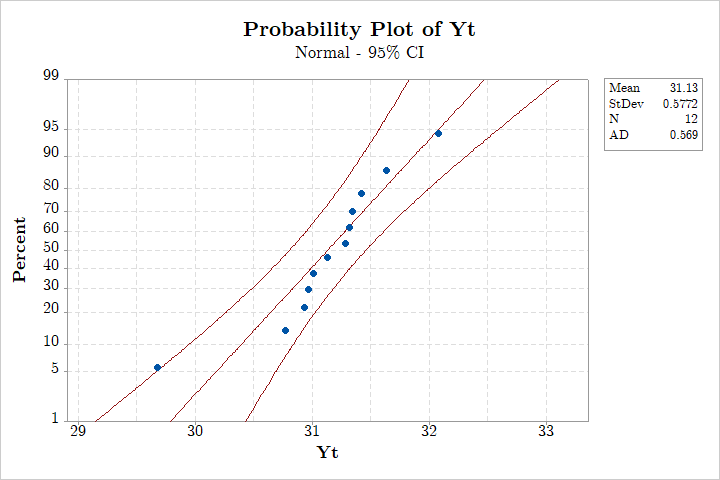 Probability Plot of Yt
Normal - 95% CI
Mean 31.13
StDev 0.5772
N 12
AD 0.569
99
95
90
80
70
60
50
40
30
20
10
5
1
Percent
29 30 31 32 33
Yt